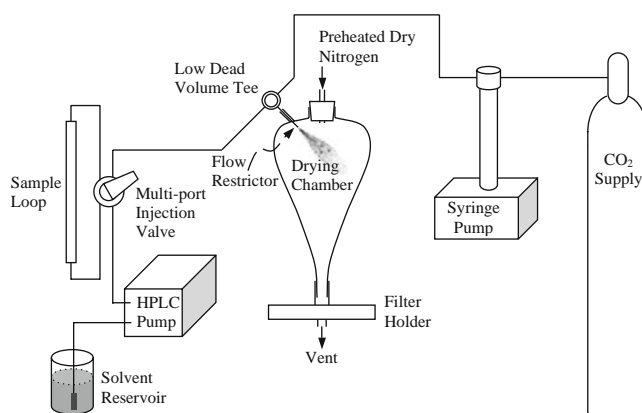 Preheated Dry
Nitrogen
Low Dead
Volume Tee
Flow
Restrictor
Drying
Chamber
CO₂
Supply
Sample
Loop
Multi-port
Injection
Valve
Syringe
Pump
HPLC
Pump
Filter
Holder
Vent
Solvent
Reservoir